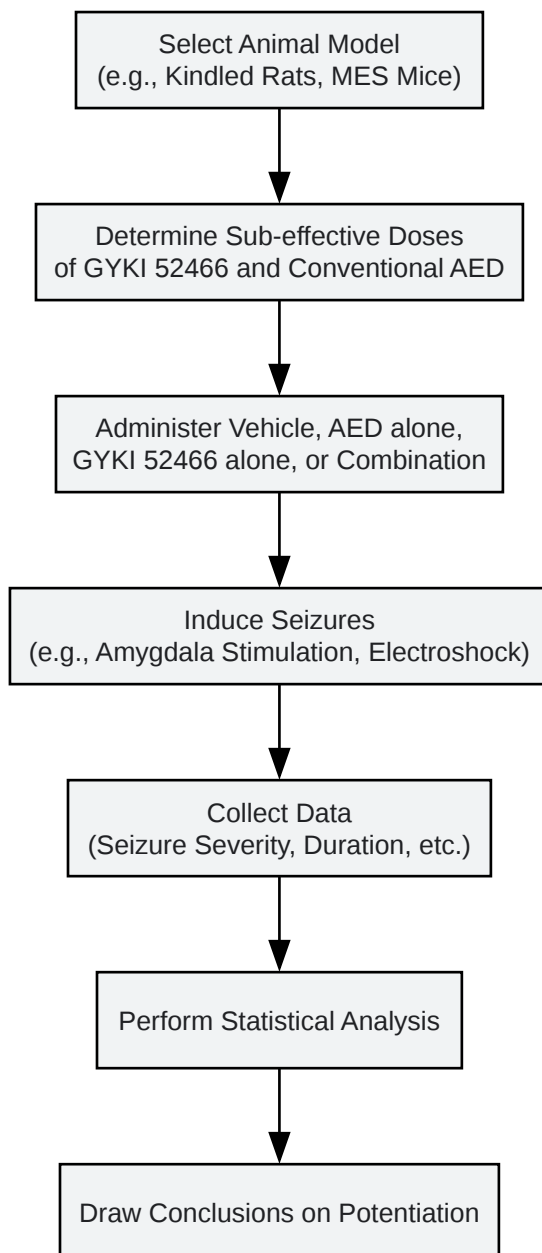 Select Animal Model
(e.g., Kindled Rats, MES Mice)
Determine Sub-effective Doses
of GYKI 52466 and Conventional AED
Administer Vehicle, AED alone,
GYKI 52466 alone, or Combination
Induce Seizures
(e.g., Amygdala Stimulation, Electroshock)
Collect Data
(Seizure Severity, Duration, etc.)
Perform Statistical Analysis
Draw Conclusions on Potentiation